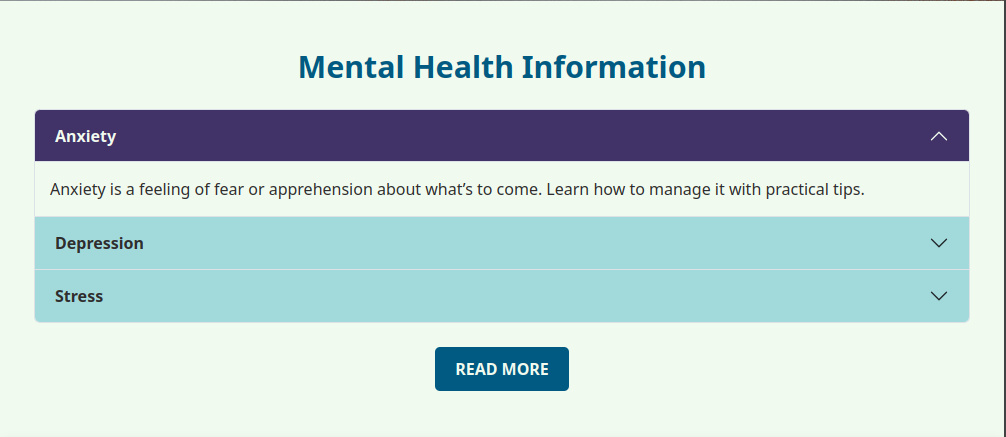 Mental Health Information
Anxiety
Anxiety is a feeling of fear or apprehension about what’s to come. Learn how to manage it with practical tips.
Depression
Stress
READ MORE